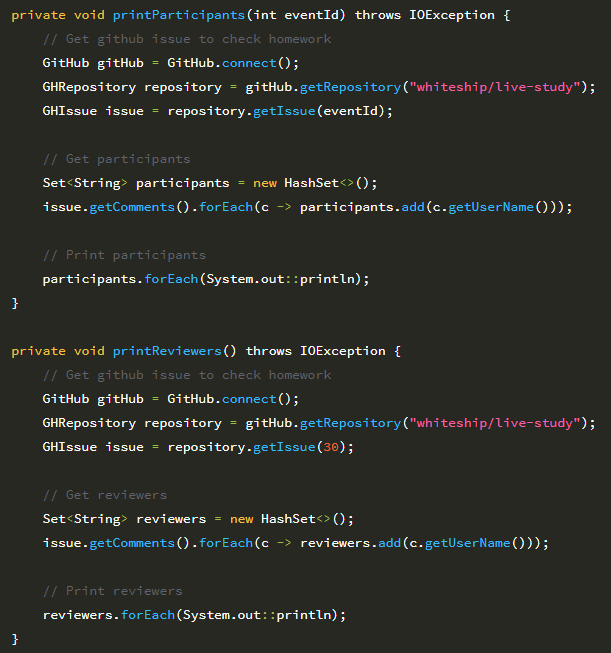 private void printParticipants(int eventId) throws IOException {
    // Get github issue to check homework
    GitHub gitHub = GitHub.connect();
    GHRepository repository = gitHub.getRepository("whiteship/live-study");
    GHIssue issue = repository.getIssue(eventId);

    // Get participants
    Set<String> participants = new HashSet<>();
    issue.getComments().forEach(c -> participants.add(c.getUserName()));

    // Print participants
    participants.forEach(System.out::println);
}

private void printReviewers() throws IOException {
    // Get github issue to check homework
    GitHub gitHub = GitHub.connect();
    GHRepository repository = gitHub.getRepository("whiteship/live-study");
    GHIssue issue = repository.getIssue(30);

    // Get reviewers
    Set<String> reviewers = new HashSet<>();
    issue.getComments().forEach(c -> reviewers.add(c.getUserName()));

    // Print reviewers
    reviewers.forEach(System.out::println);
}